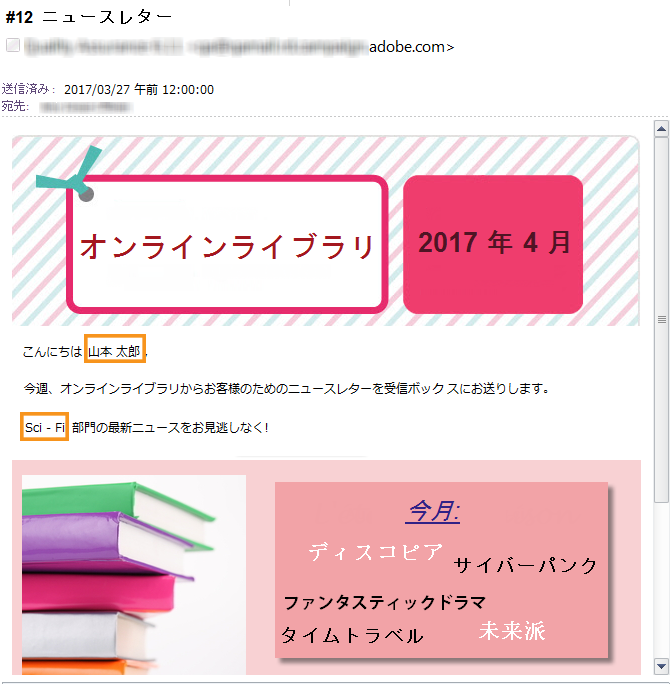 #12 ニュースレター
adobe.com>
送信済み: 2017/03/27 午前 12:00:00
宛先:
オンラインライブラリ
2017 年 4 月
こんにちは 山本 太郎 ,
今週、オンラインライブラリからお客様のためのニュースレターを受信ボックスにお送りします。
Sci - Fi 部門の最新ニュースをお見逃しなく!
今月:
ディスコピア
サイバーパンク
ファンタスティックドラマ
タイムトラベル
未来派